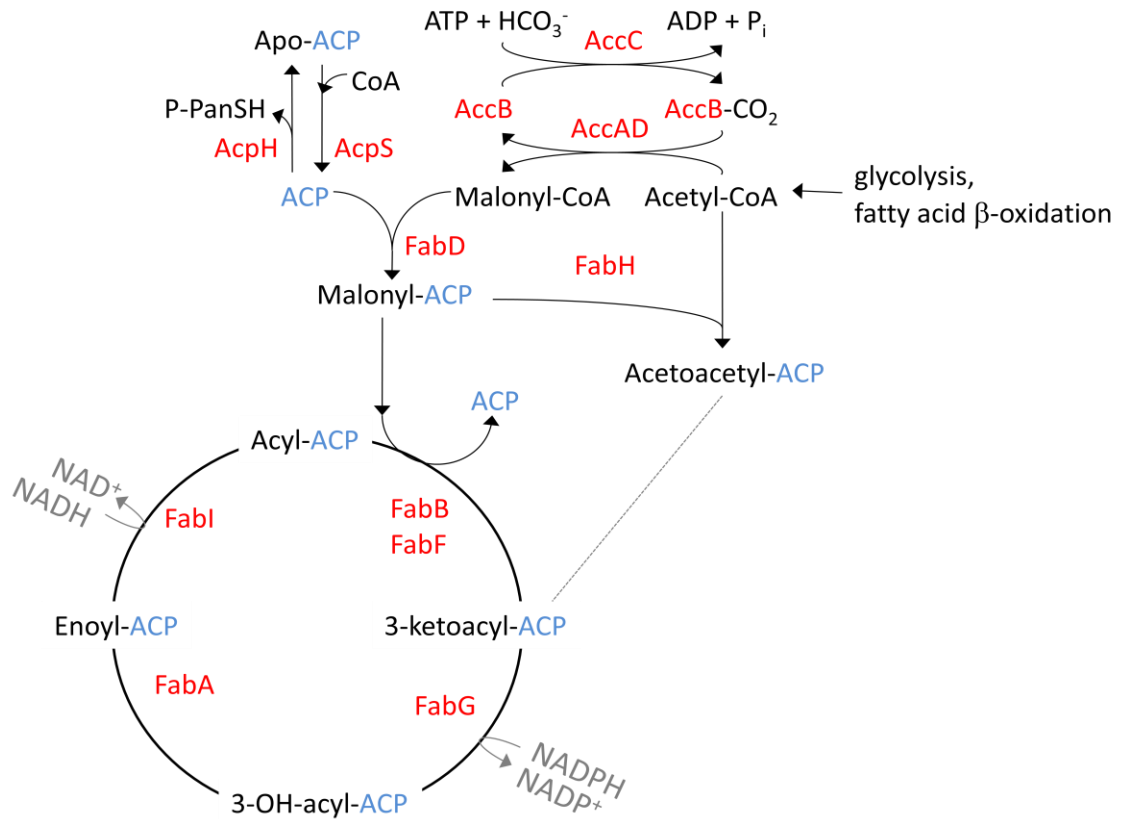 ATP + HCO3-
ADP + Pi
AccC
Apo-ACP
CoA
P-PanSH
AccB
AccB-CO2
AccAD
AcpH
AcpS
ACP
Malonyl-CoA
Acetyl-CoA
glycolysis,
fatty acid β-oxidation
FabD
FabH
Malonyl-ACP
Acetoacetyl-ACP
ACP
Acyl-ACP
NAD+
NADH
FabI
FabB
FabF
Enoyl-ACP
3-ketoacyl-ACP
FabA
FabG
NADPH
NADP+
3-OH-acyl-ACP